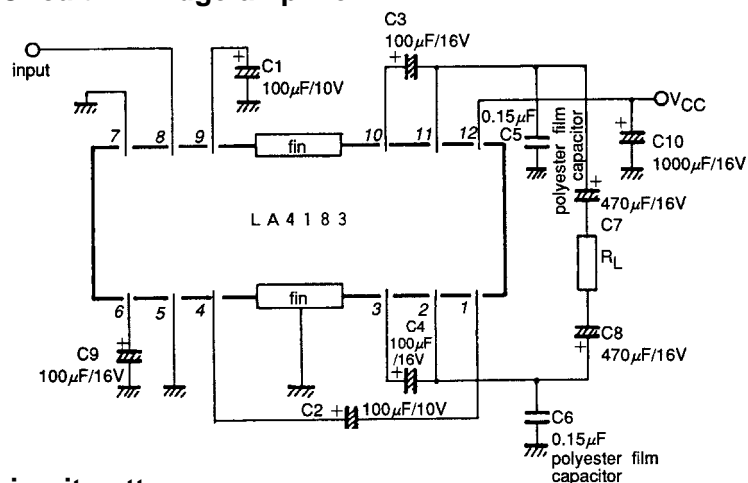 C3
100µF/16V
input
C1
100µF/10V
0.15µF
C5
polyester film
capacitor
VCC
C10
1000µF/16V
7 8 9 fin 10 11 12
470µF/16V
C7
LA4183
RL
6 5 4 fin 3 2 1
C9
100µF/16V
C4
100µF
/16V
C8
470µF/16V
C2 100µF/10V
C6
0.15µF
polyester film
capacitor